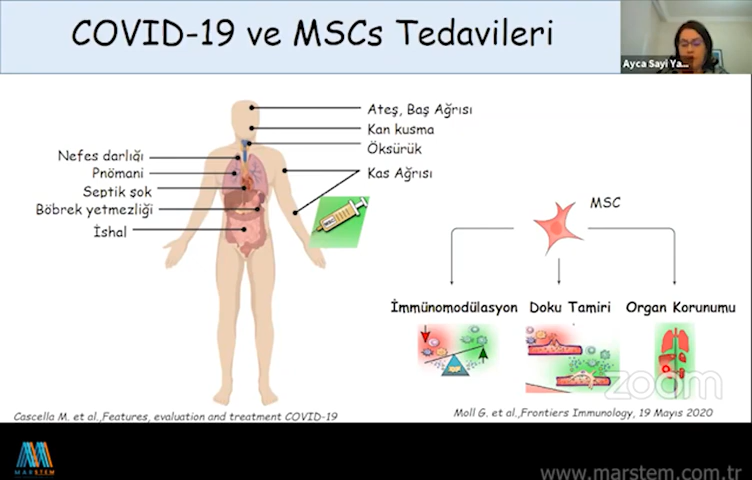 COVID-19 ve MSCs Tedavileri
Ayca Sayi Ya...
Ateş, Baş Ağrısı
Kan kusma
Öksürük
Kas Ağrısı
Nefes darlığı
Pnömani
Septik şok
Böbrek yetmezliği
İshal
MSC
İmmünomodülasyon
Doku Tamiri
Organ Korunumu
zoom
Cascella M. et al.,Features, evaluation and treatment COVID-19
Moll G. et al.,Frontiers Immunology, 19 Mayıs 2020
MARSTEM
www.marstem.com.tr